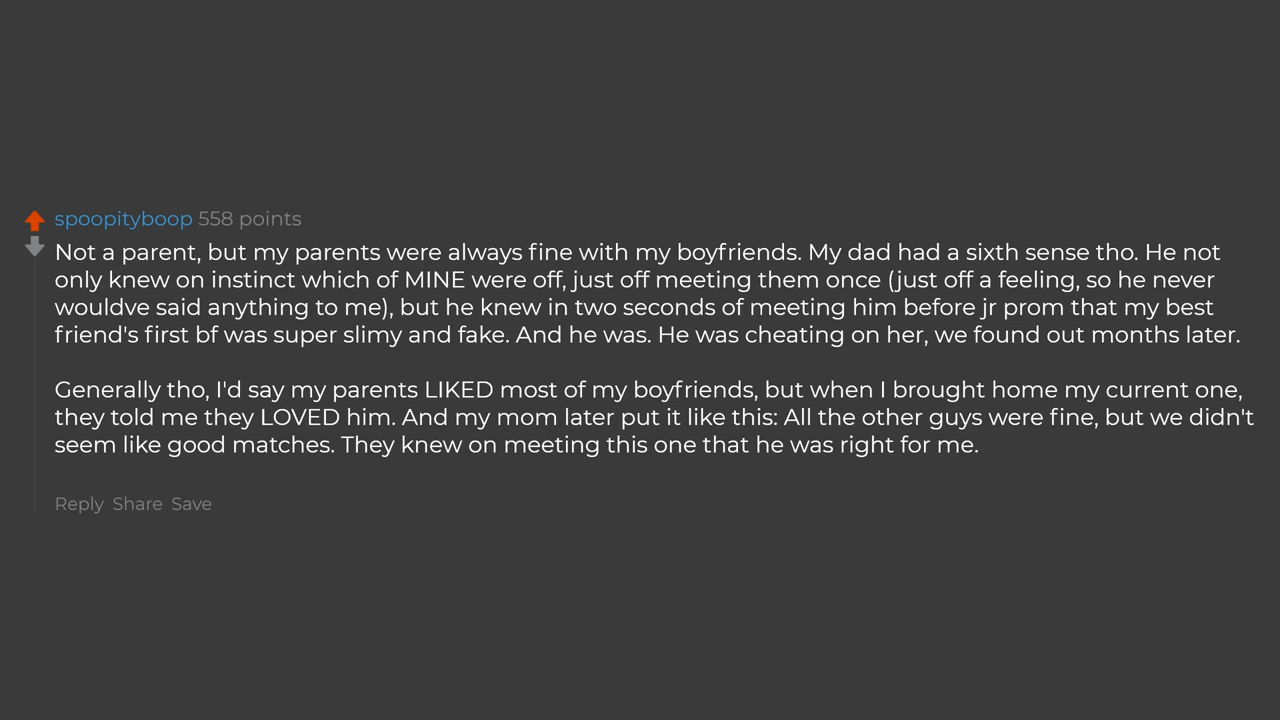 spoopityboop 558 points
Not a parent, but my parents were always fine with my boyfriends. My dad had a sixth sense tho. He not
only knew on instinct which of MINE were off, just off meeting them once (just off a feeling, so he never
wouldve said anything to me), but he knew in two seconds of meeting him before jr prom that my best
friend's first bf was super slimy and fake. And he was. He was cheating on her, we found out months later.
Generally tho, I'd say my parents LIKED most of my boyfriends, but when I brought home my current one,
they told me they LOVED him. And my mom later put it like this: All the other guys were fine, but we didn't
seem like good matches. They knew on meeting this one that he was right for me.
Reply Share Save